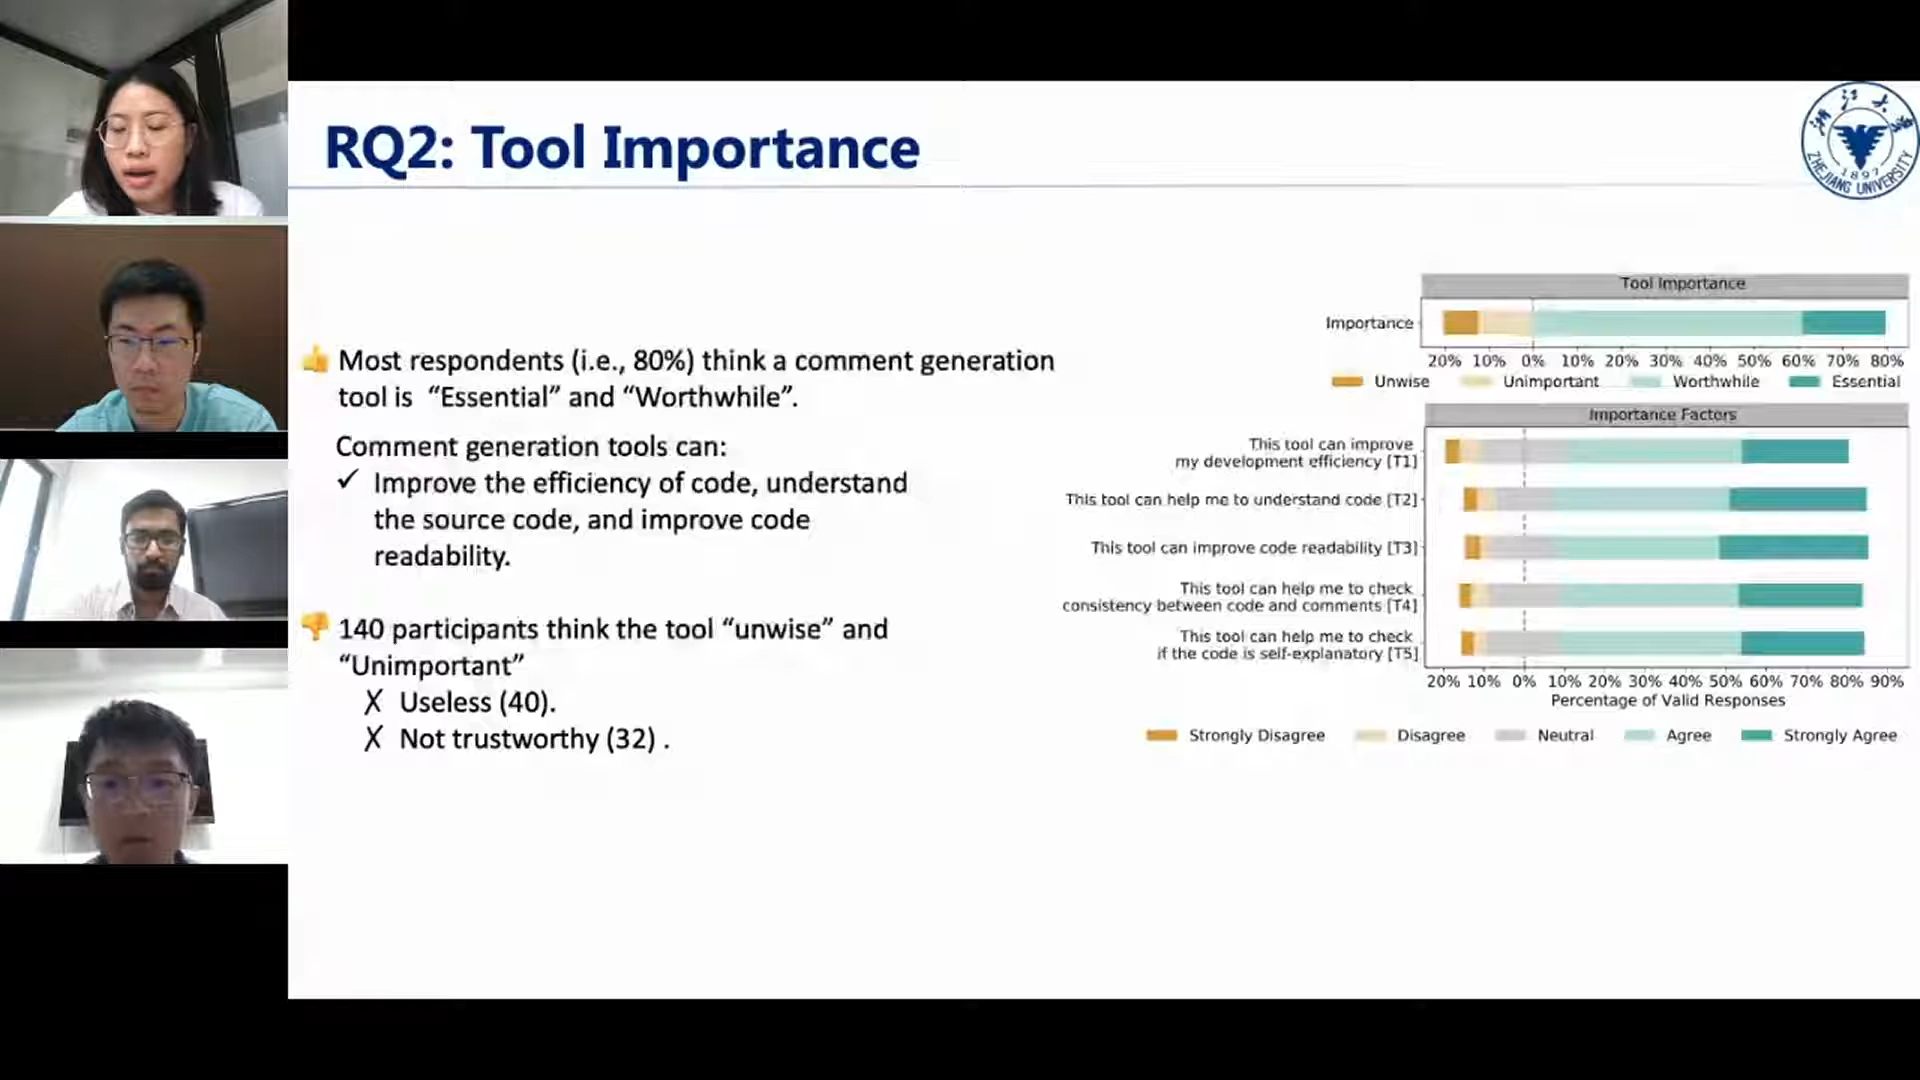 RQ2: Tool Importance
浙江大学
ZHEJIANG UNIVERSITY
1897
👍 Most respondents (i.e., 80%) think a comment generation
tool is “Essential” and “Worthwhile”.
Comment generation tools can:
✓ Improve the efficiency of code, understand
the source code, and improve code
readability.
👎 140 participants think the tool “unwise” and
“Unimportant”
✗ Useless (40).
✗ Not trustworthy (32) .
Tool Importance
Importance
20% 10% 0% 10% 20% 30% 40% 50% 60% 70% 80%
Unwise Unimportant Worthwhile Essential
Importance Factors
This tool can improve
my development efficiency [T1]
This tool can help me to understand code [T2]
This tool can improve code readability [T3]
This tool can help me to check
consistency between code and comments [T4]
This tool can help me to check
if the code is self-explanatory [T5]
20% 10% 0% 10% 20% 30% 40% 50% 60% 70% 80% 90%
Percentage of Valid Responses
Strongly Disagree Disagree Neutral Agree Strongly Agree